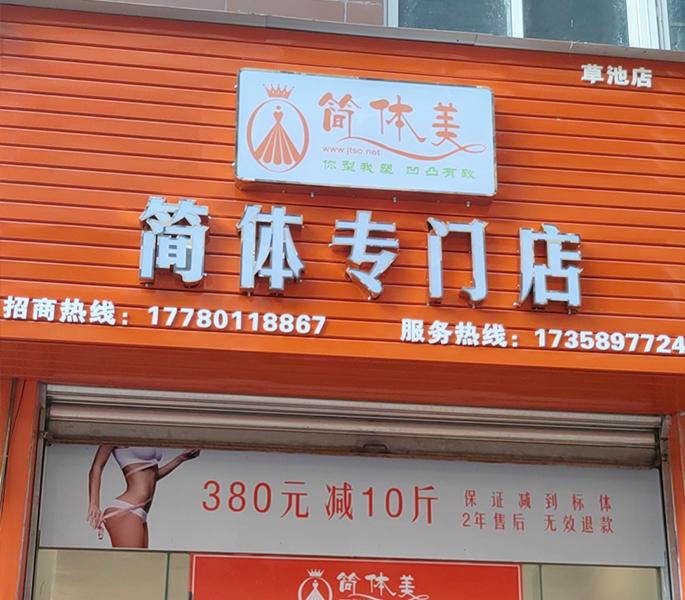 草池店
简体美
www.jtso.net
你型我塑 凹凸有致
简体专门店
招商热线：17780118867
服务热线：1735897724
380元 减10斤
保证减到标体
2年售后 无效退款
简体美